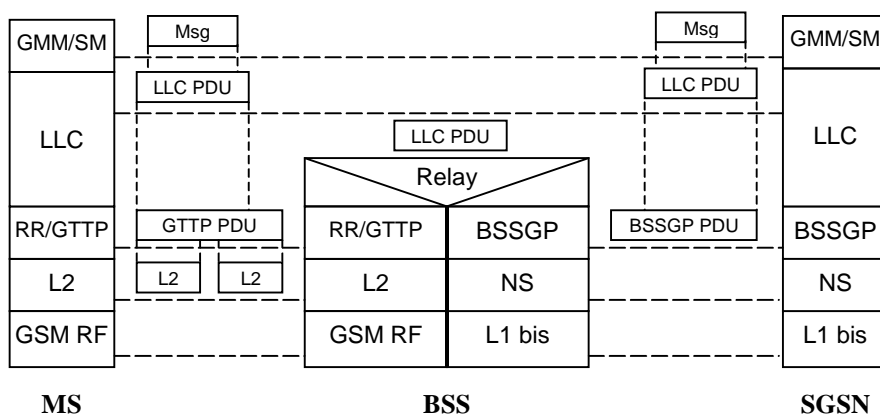 GMM/SM Msg Msg GMM/SM
LLC PDU LLC PDU
LLC LLC PDU LLC
Relay
RR/GTTP GTTP PDU RR/GTTP BSSGP BSSGP PDU BSSGP
L2 L2 L2 L2 NS NS
GSM RF GSM RF L1 bis L1 bis
MS BSS SGSN